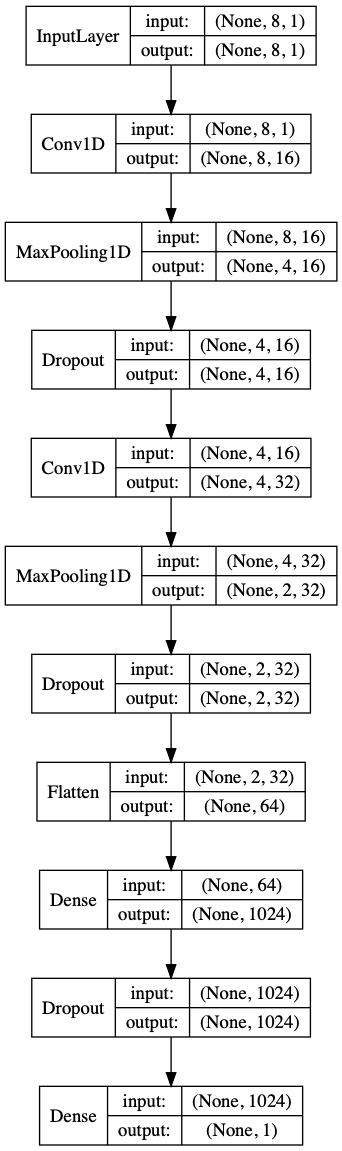 InputLayer
input: (None, 8, 1)
output: (None, 8, 1)
Conv1D
input: (None, 8, 1)
output: (None, 8, 16)
MaxPooling1D
input: (None, 8, 16)
output: (None, 4, 16)
Dropout
input: (None, 4, 16)
output: (None, 4, 16)
Conv1D
input: (None, 4, 16)
output: (None, 4, 32)
MaxPooling1D
input: (None, 4, 32)
output: (None, 2, 32)
Dropout
input: (None, 2, 32)
output: (None, 2, 32)
Flatten
input: (None, 2, 32)
output: (None, 64)
Dense
input: (None, 64)
output: (None, 1024)
Dropout
input: (None, 1024)
output: (None, 1024)
Dense
input: (None, 1024)
output: (None, 1)